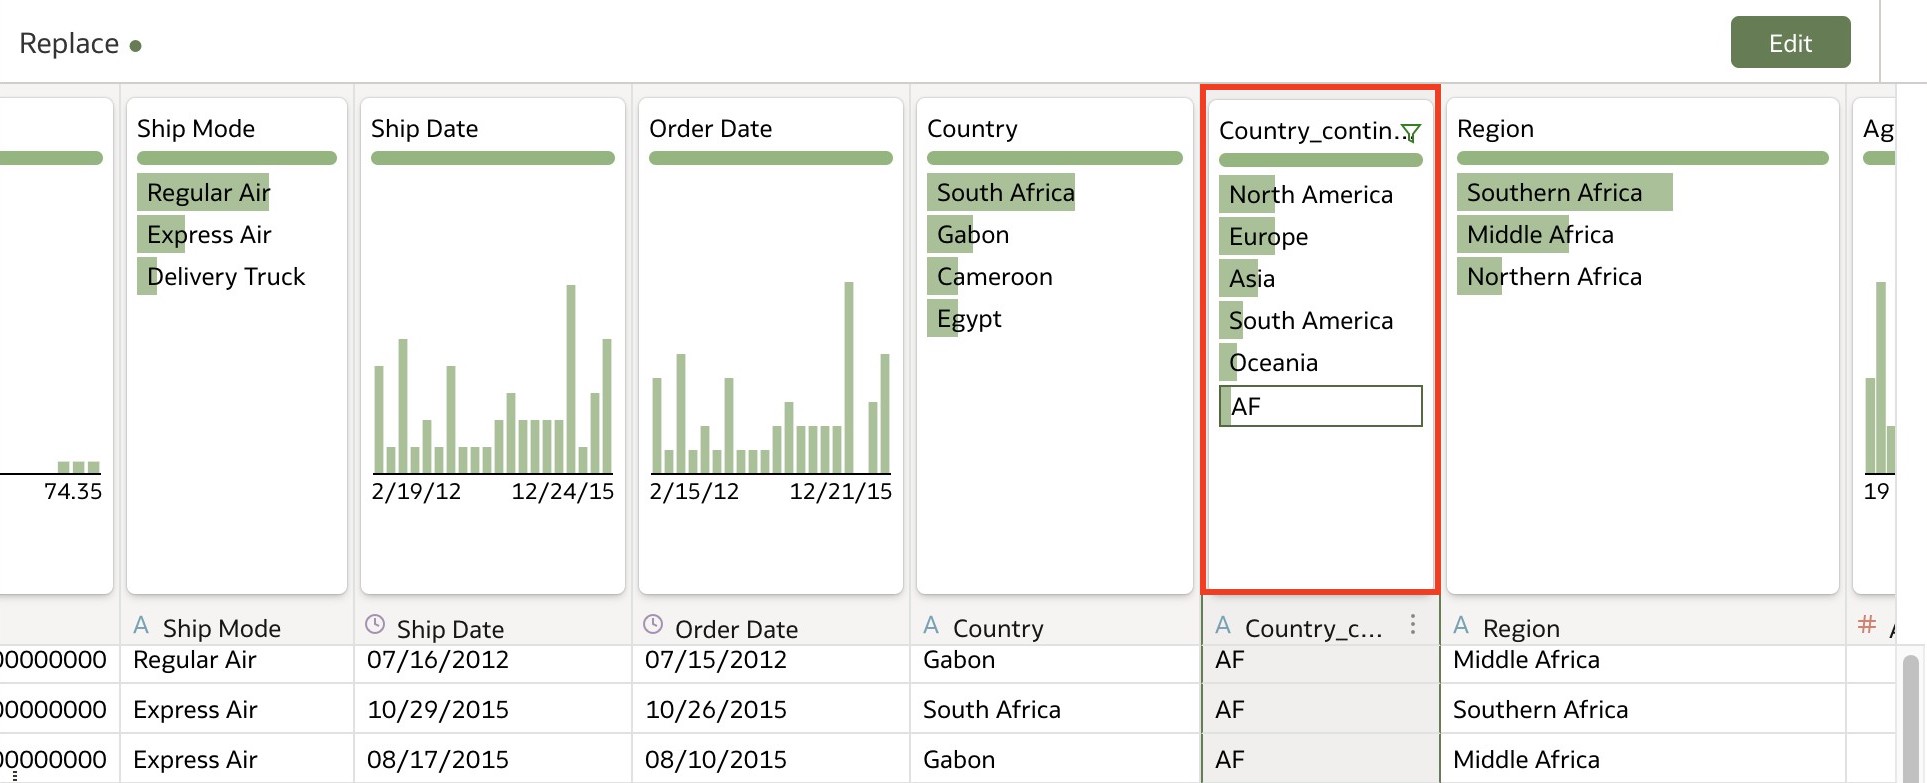 Replace
Edit
Ship Mode
Regular Air
Express Air
Delivery Truck
Ship Date
2/19/12 12/24/15
Order Date
2/15/12 12/21/15
Country
South Africa
Gabon
Cameroon
Egypt
Country_contin...
North America
Europe
Asia
South America
Oceania
AF
Region
Southern Africa
Middle Africa
Northern Africa
Ag
74.35
19
A Ship Mode Ship Date Order Date A Country A Country_c... A Region #
00000000 Regular Air 07/16/2012 07/15/2012 Gabon AF Middle Africa
00000000 Express Air 10/29/2015 10/26/2015 South Africa AF Southern Africa
00000000 Express Air 08/17/2015 08/10/2015 Gabon AF Middle Africa